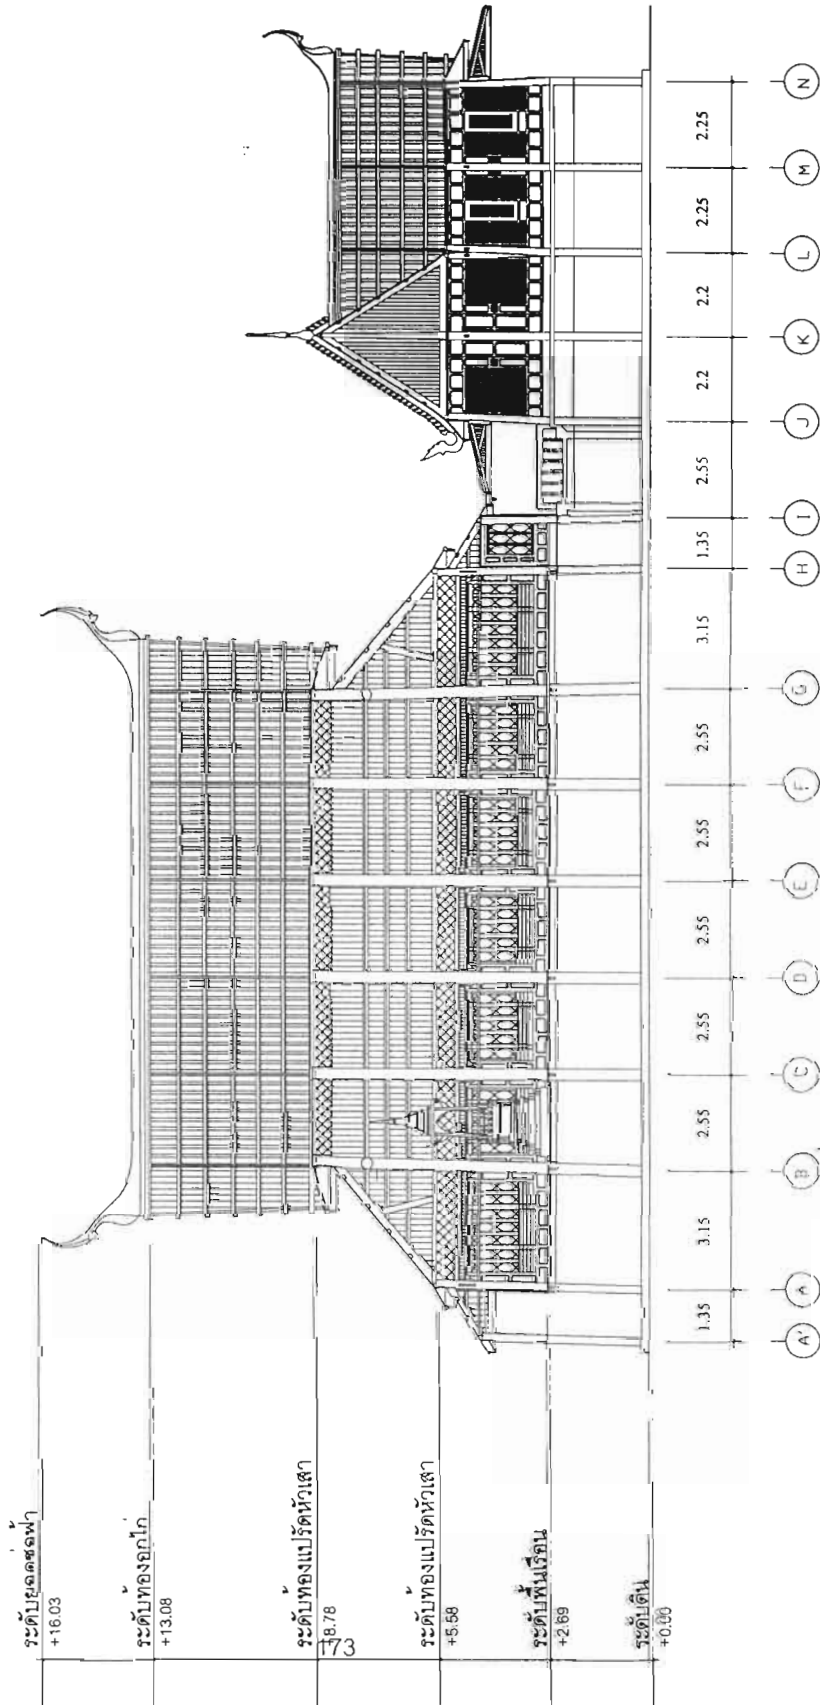 ระดับยอดช่อฟ้า
+16.03
ระดับท้องอกไก่
+13.08
ระดับท้องแปรัดหัวเสา
+8.78
173
ระดับท้องแปรัดหัวเสา
+5.58
ระดับพื้นเรือน
+2.69
ระดับดิน
+0.00
1.35
3.15
2.55
2.55
2.55
2.55
2.55
3.15
1.35
2.55
2.2
2.2
2.25
2.25
A'
A
B
C
D
E
F
G
H
I
J
K
L
M
N